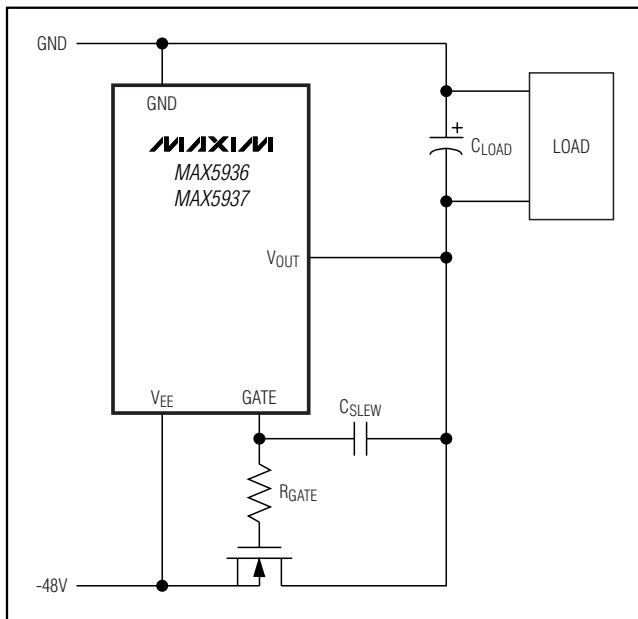 GND
GND
MAXIM
MAX5936
MAX5937
+
CLOAD
LOAD
VOUT
VEE
GATE
CSLEW
RGATE
-48V